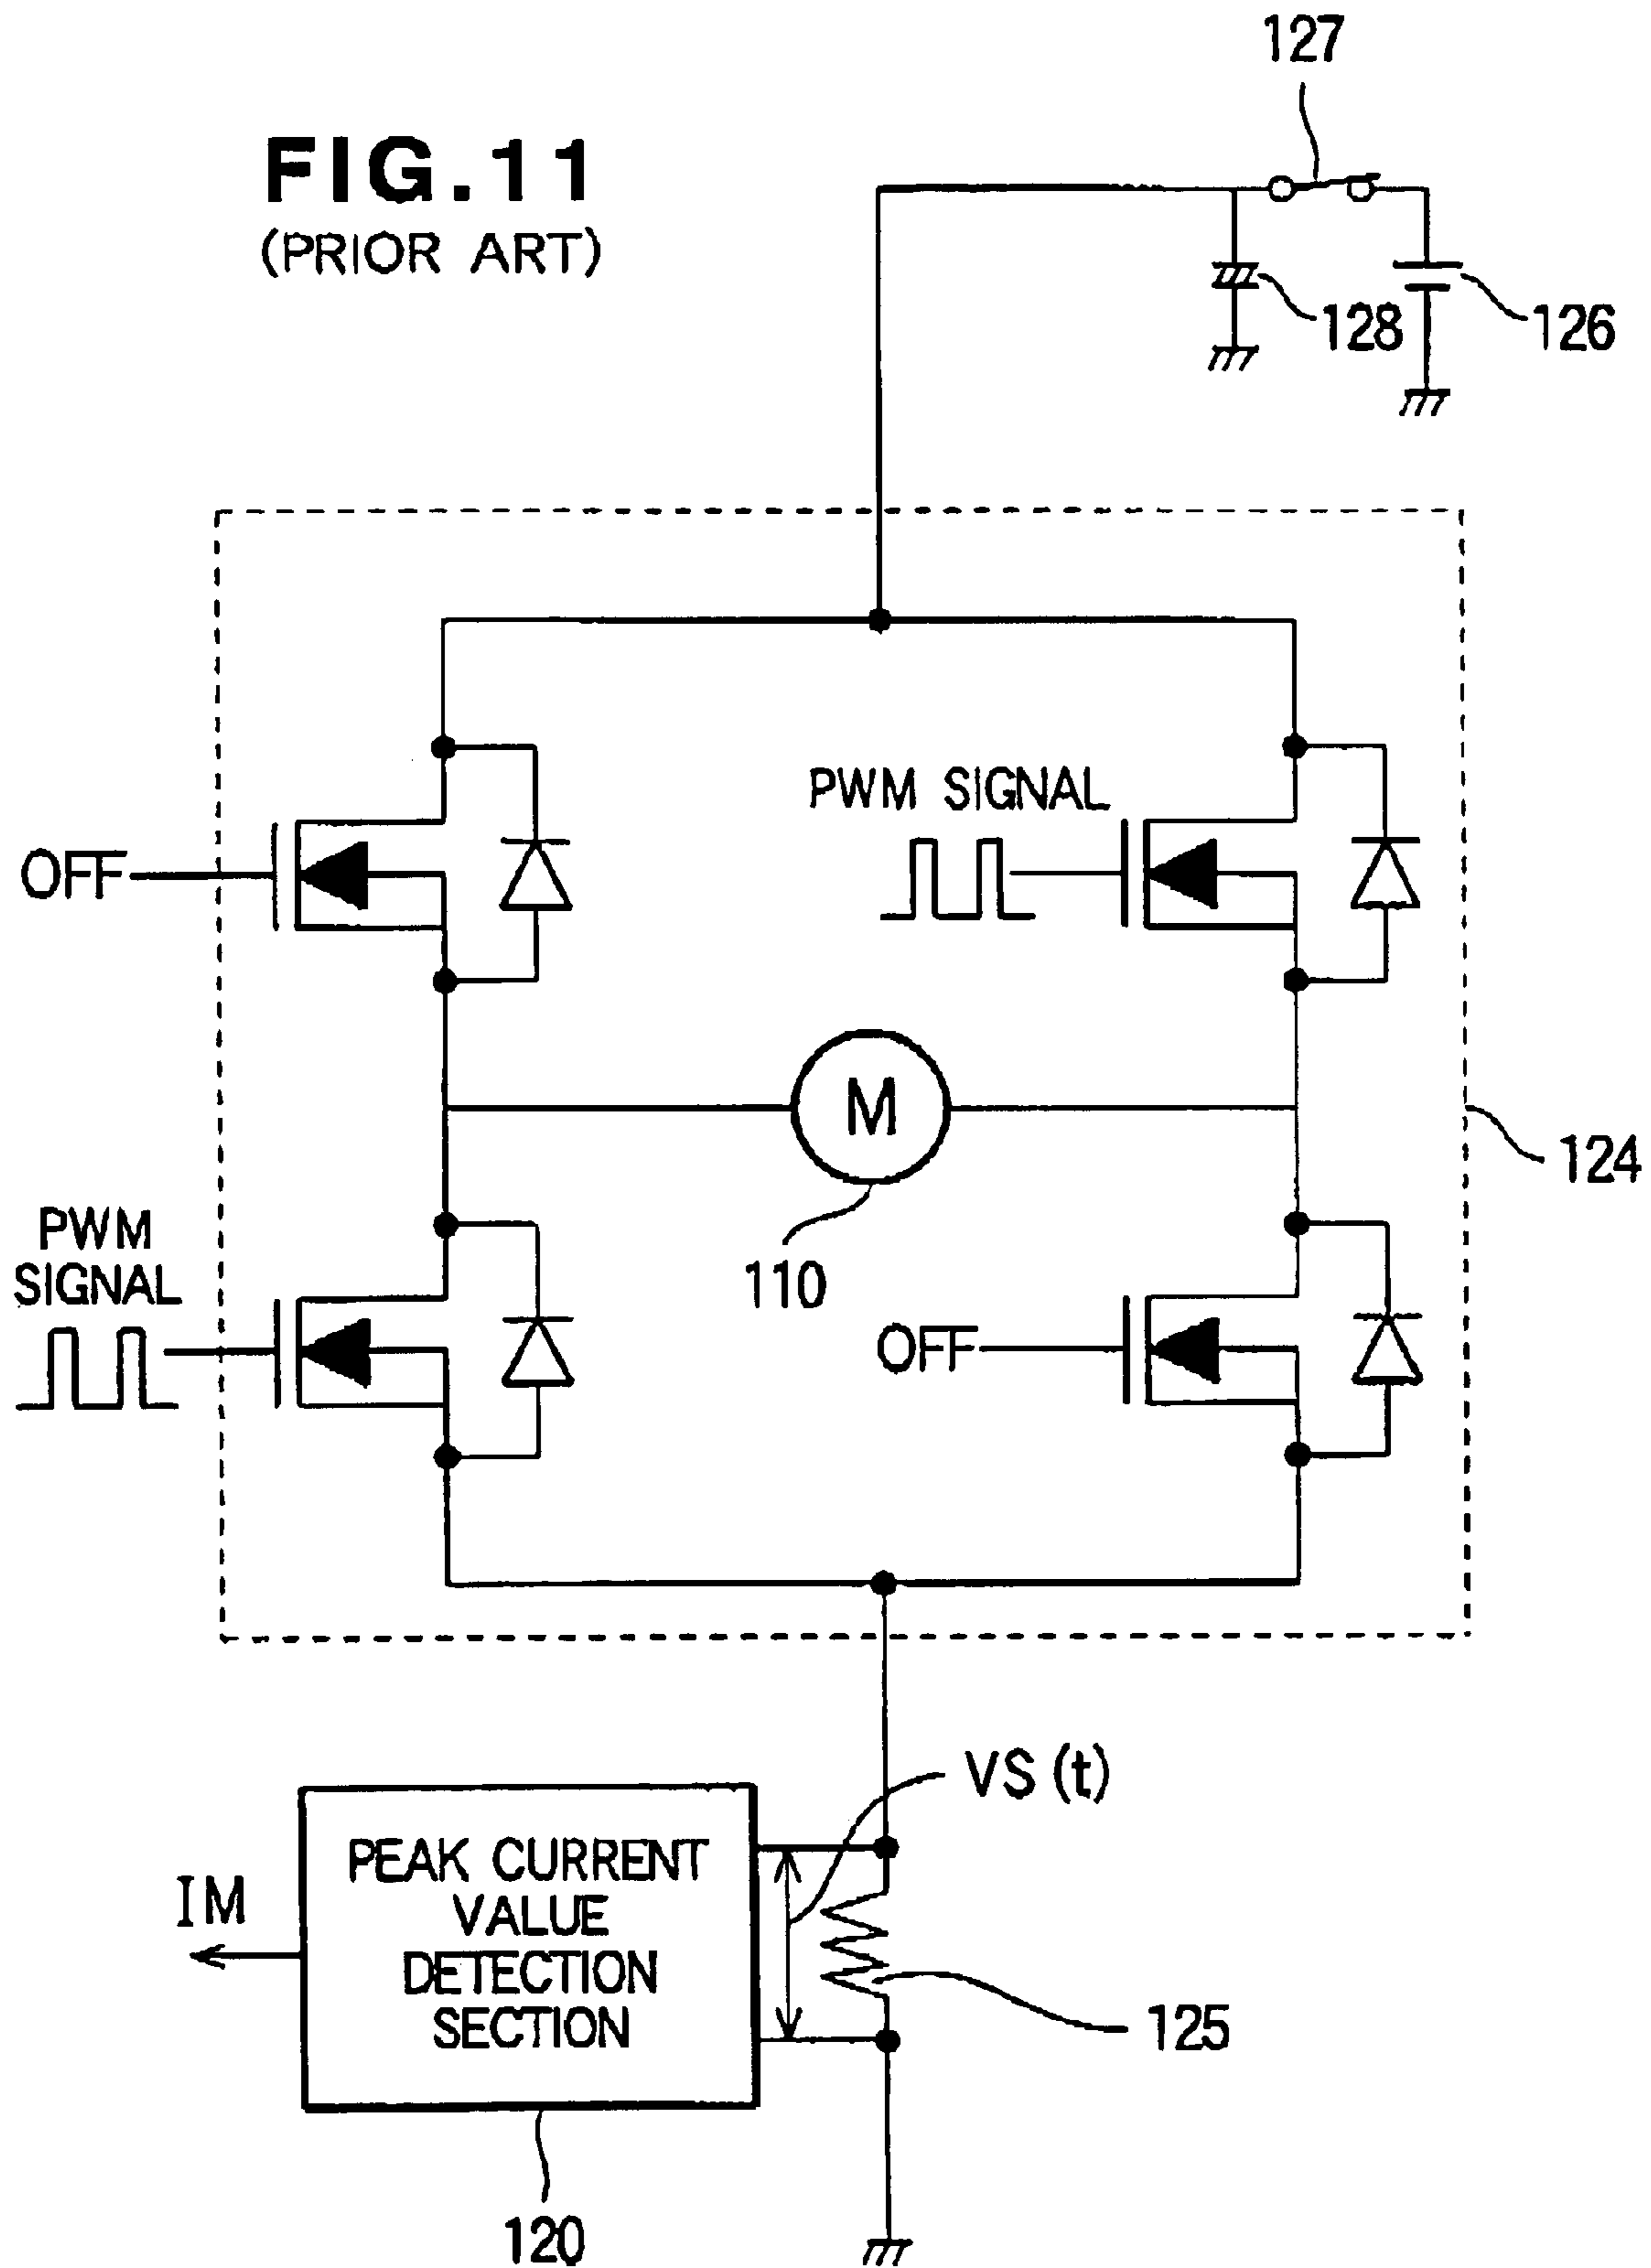 127
FIG.11
(PRIOR ART)
128
126
PWM SIGNAL
OFF
M
124
PWM
SIGNAL
110
OFF
VS (t)
PEAK CURRENT
VALUE
DETECTION
SECTION
IM
125
120